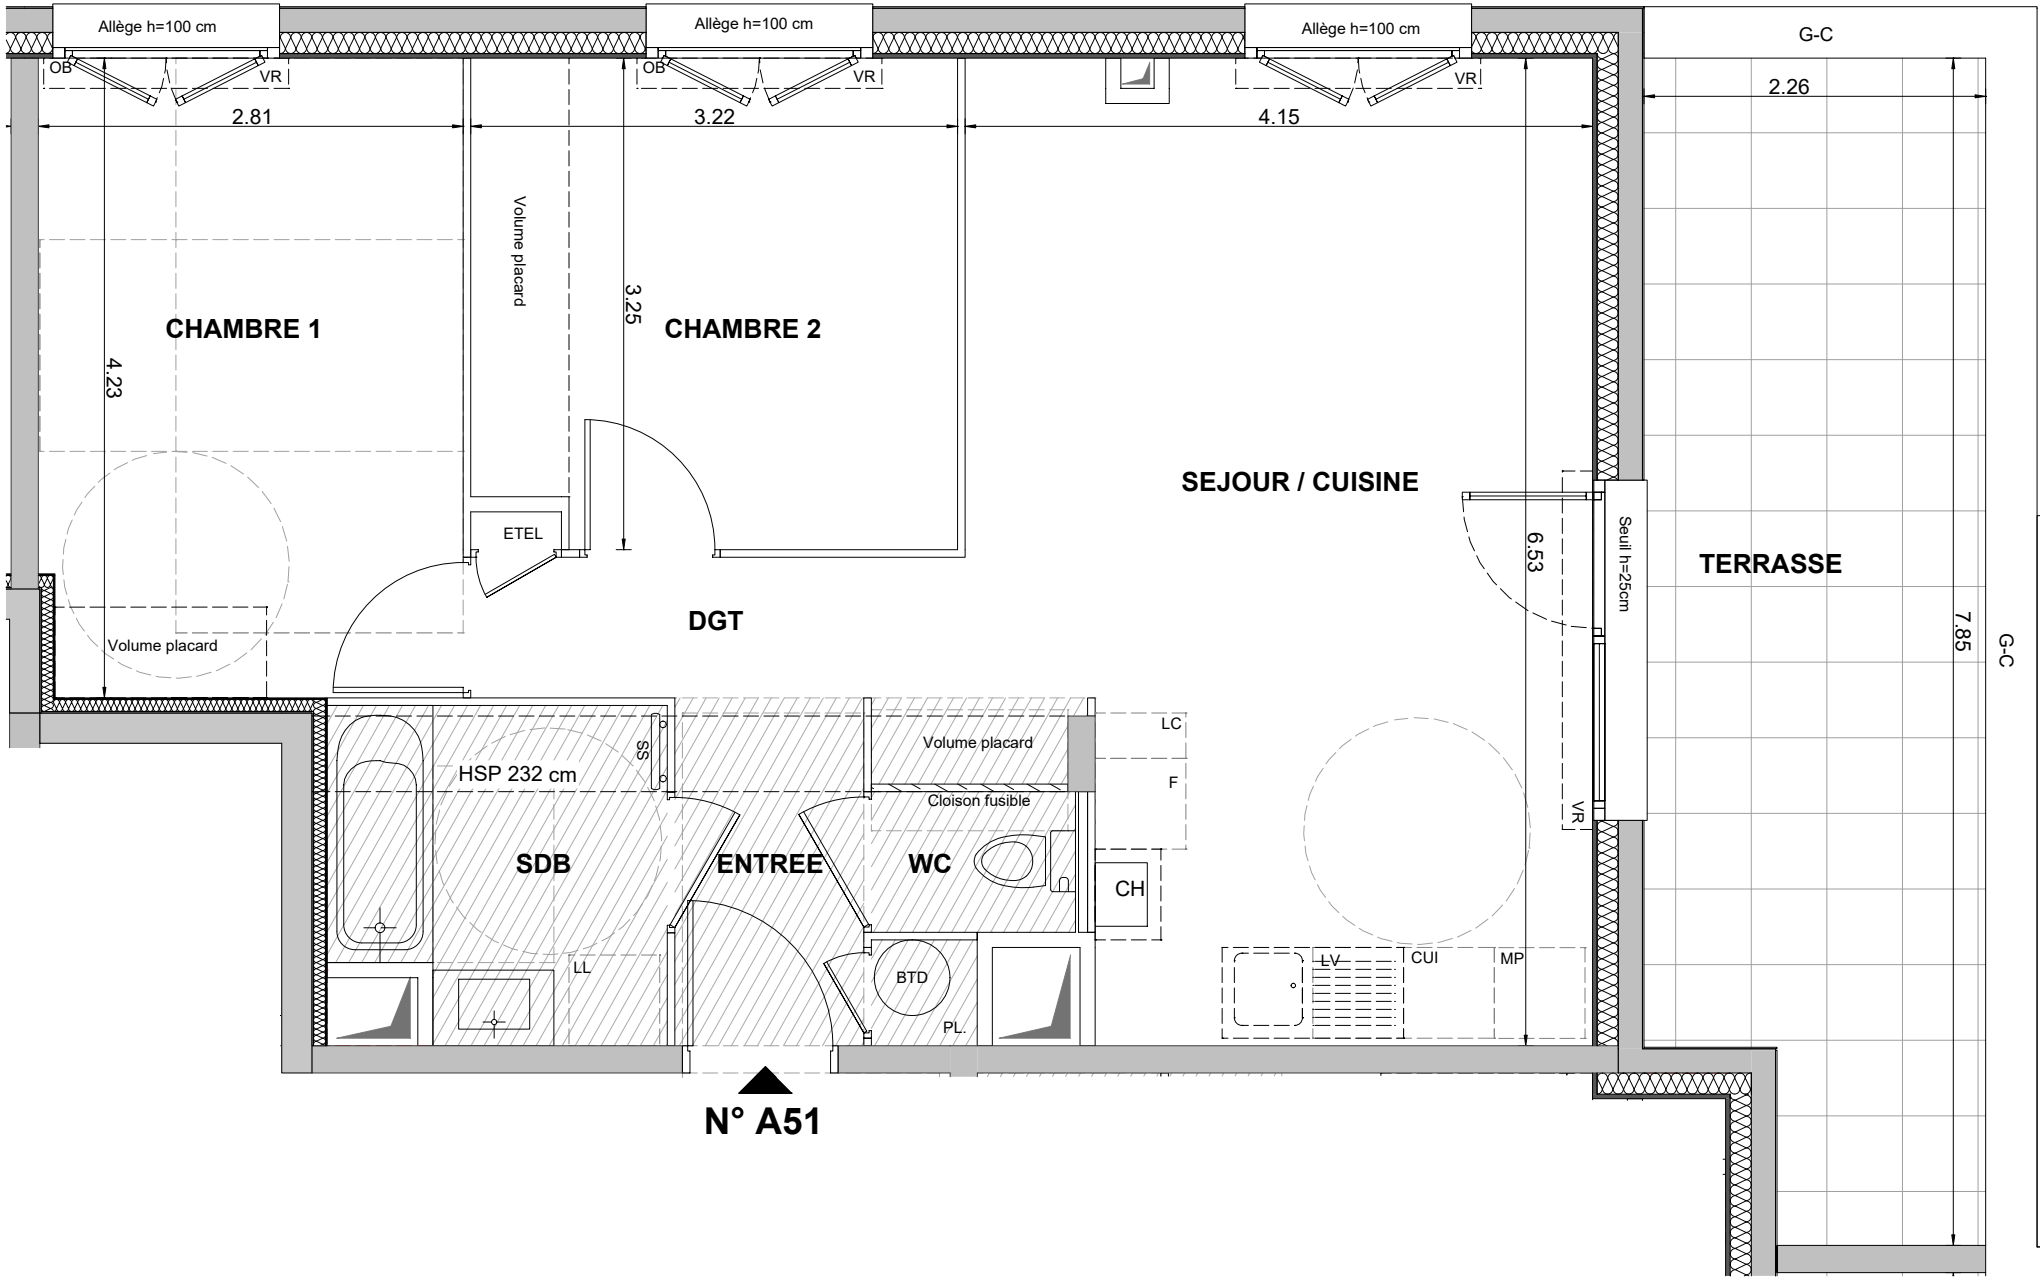 Allège h=100 cm
Allège h=100 cm
Allège h=100 cm
G-C
OB
VR
OB
VR
VR
2.26
2.81
3.22
4.15
Volume placard
3.25
CHAMBRE 1
CHAMBRE 2
4.23
SEJOUR / CUISINE
ETEL
6.53
Seuil h=25cm
TERRASSE
7.85
G-C
DGT
Volume placard
LC
SS
Volume placard
HSP 232 cm
F
Cloison fusible
VR
SDB
ENTREE
WC
CH
LL
BTD
LV
CUI
MP
PL.
N° A51